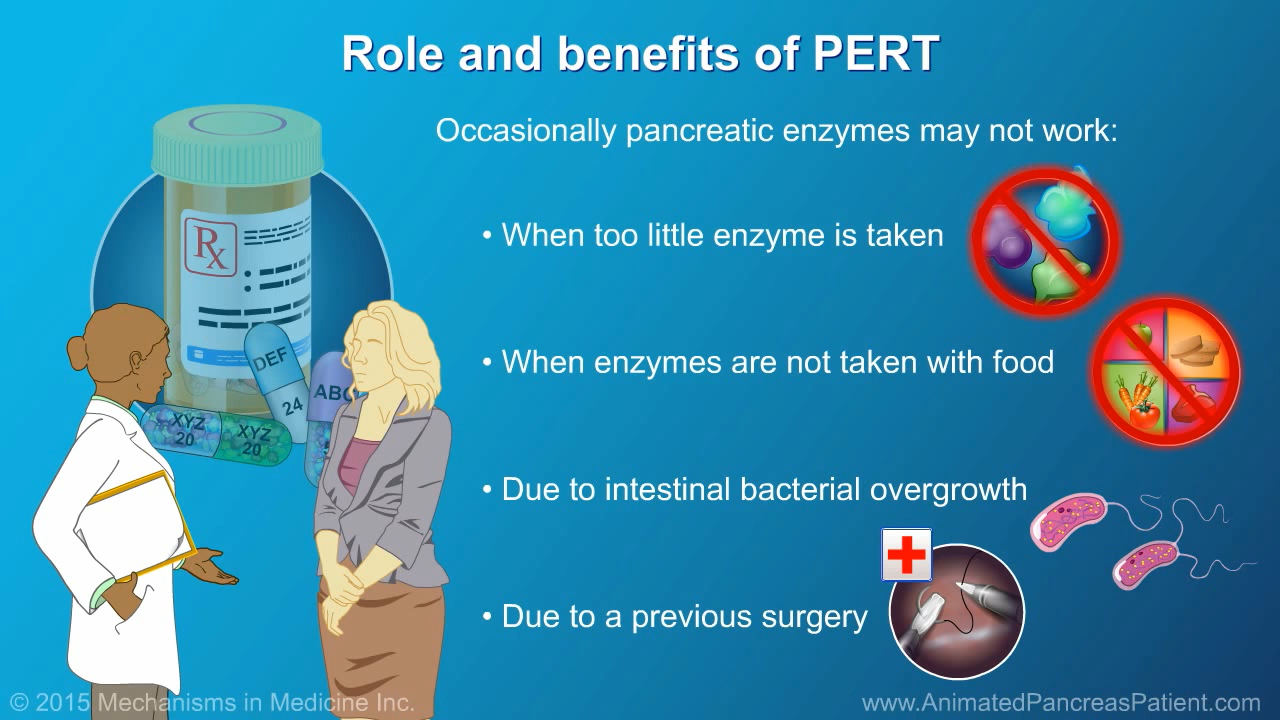 Role and benefits of PERT
Occasionally pancreatic enzymes may not work:
• When too little enzyme is taken
• When enzymes are not taken with food
• Due to intestinal bacterial overgrowth
• Due to a previous surgery
Rx
DEF
24
ABC
XYZ
20
XYZ
20
© 2015 Mechanisms in Medicine Inc.
www.AnimatedPancreasPatient.com